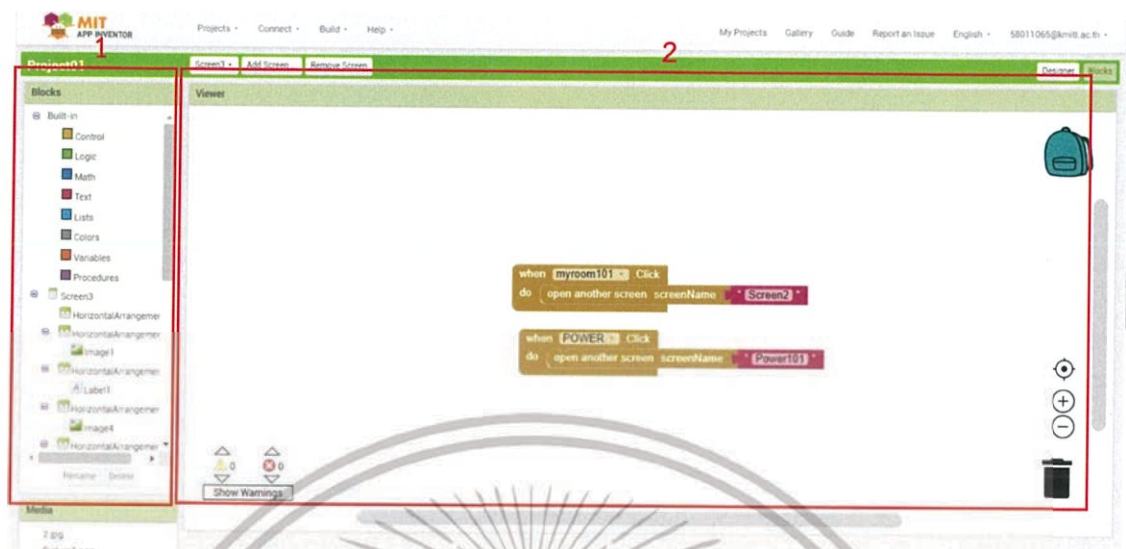 MIT
APP INVENTOR
Projects Connect Build Help
My Projects Gallery Guide Report an Issue English 58011065@kmitl.ac.th
1
2
Project01
Screen3 Add Screen Remove Screen
Designer Blocks
Blocks
Viewer
Built-in
Control
Logic
Math
Text
Lists
Colors
Variables
Procedures
Screen3
HorizontalArrangemer
HorizontalArrangemer
Image1
HorizontalArrangemer
Label1
HorizontalArrangemer
Image4
HorizontalArrangemer
Rename Delete
Media
2.jpg
when myroom101 Click
do open another screen screenName " Screen2 "
when POWER Click
do open another screen screenName " Power101 "
0 0
Show Warnings